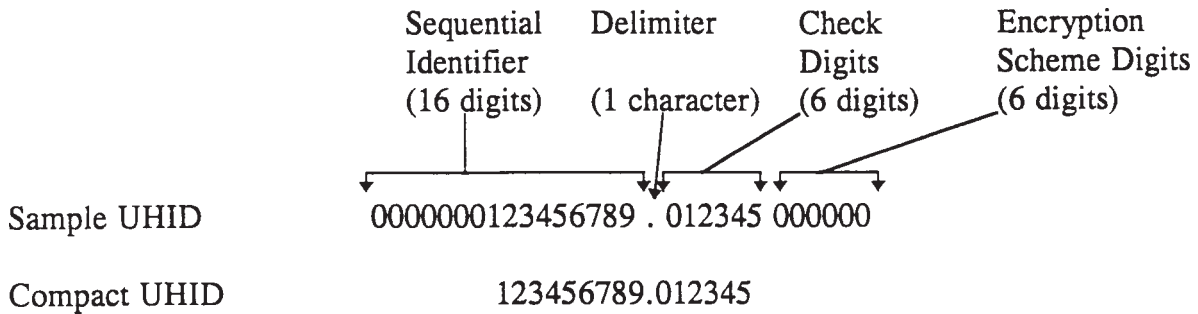 Sequential Delimiter Check Encryption
Identifier Digits Scheme Digits
(16 digits) (1 character) (6 digits) (6 digits)
Sample UHID 0000000123456789 . 012345 000000
Compact UHID 123456789.012345